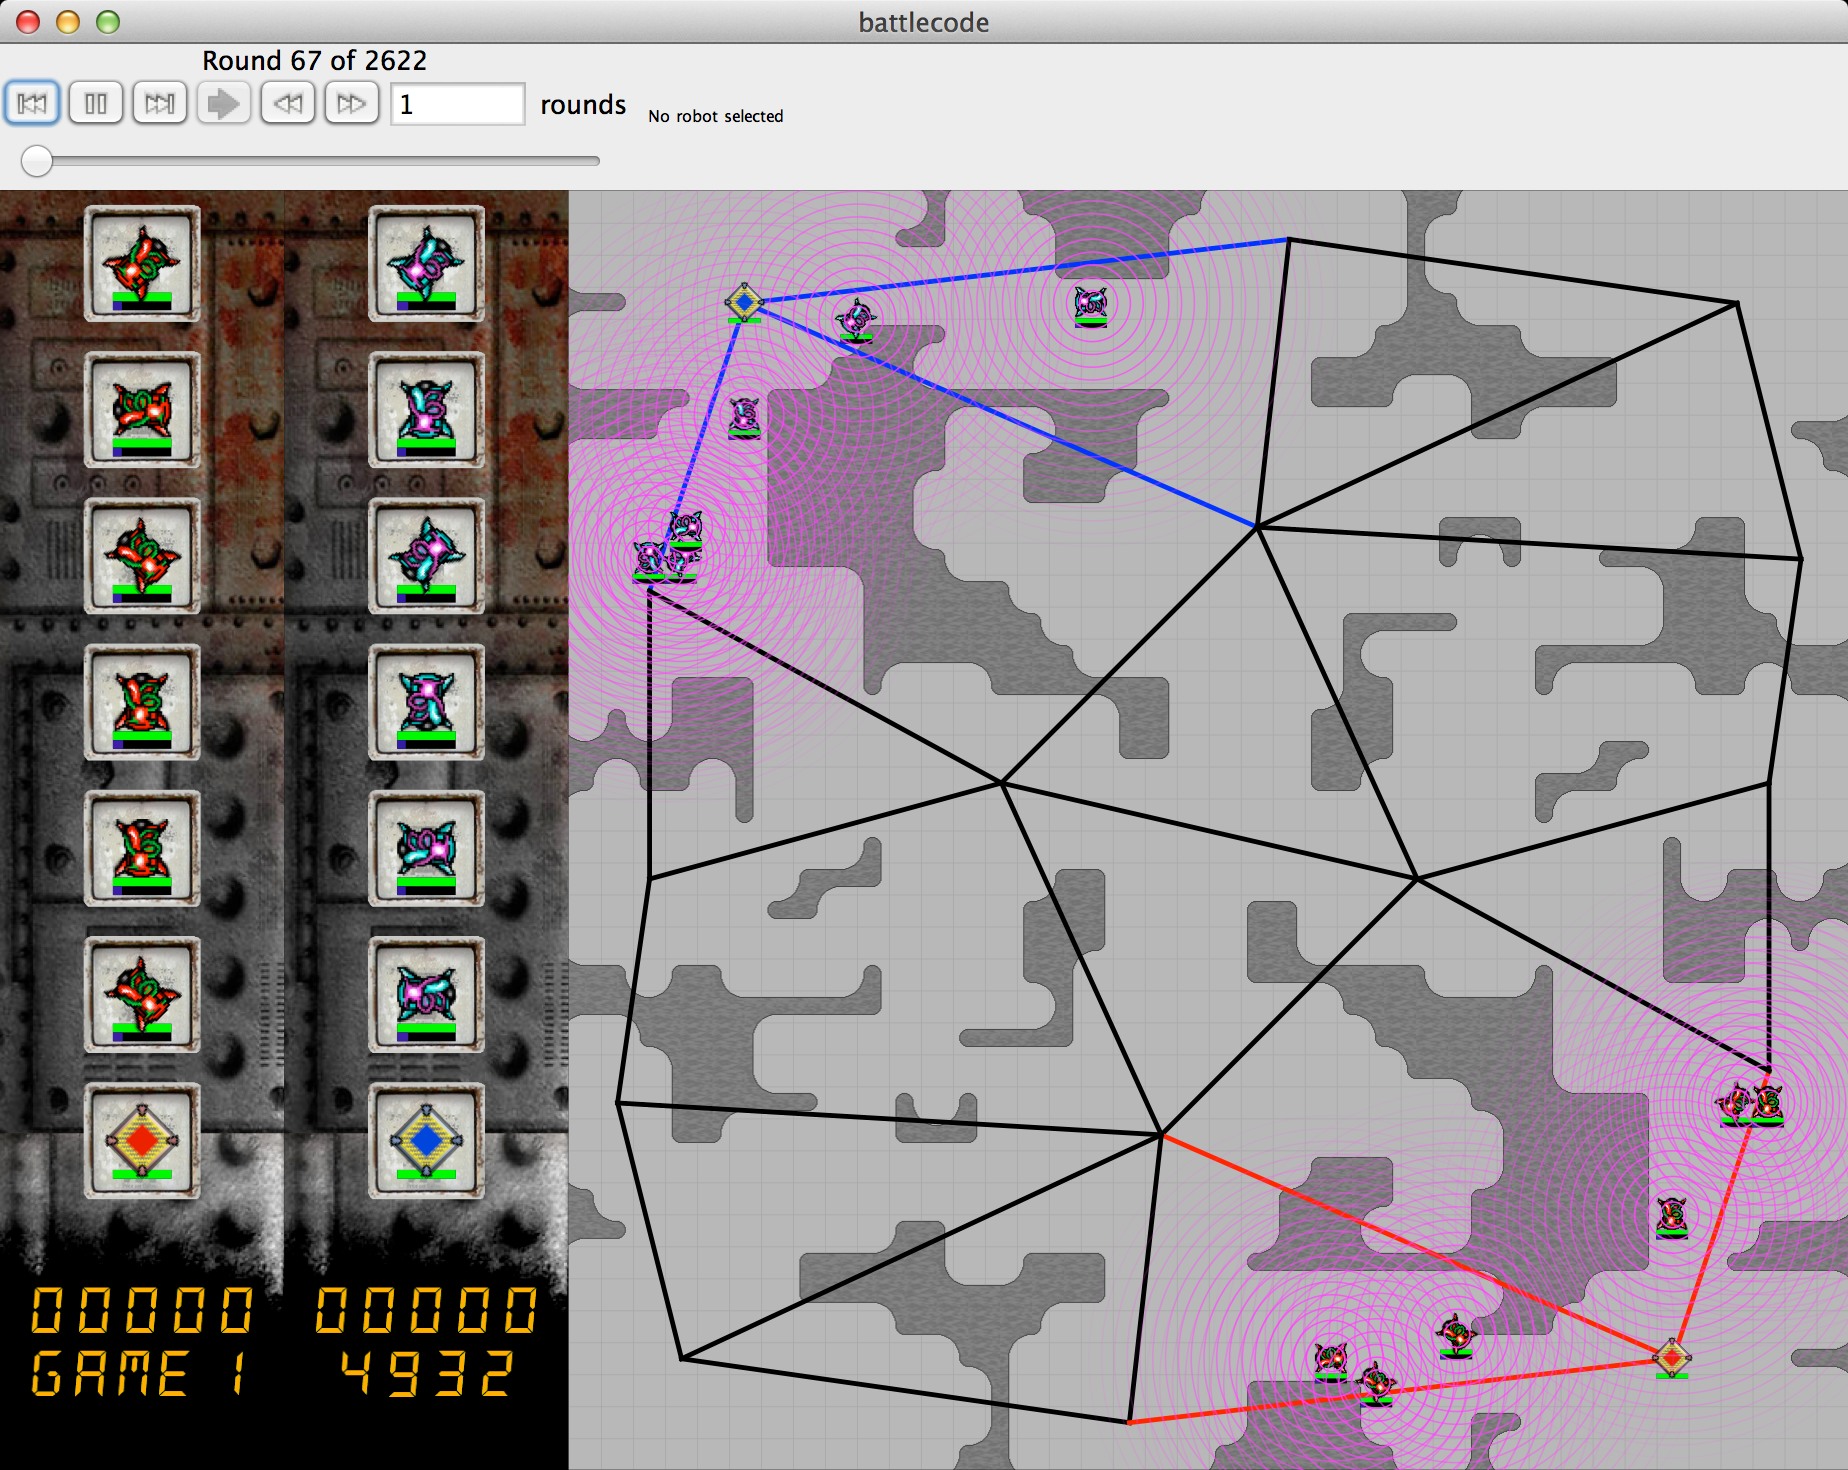 battlecode
Round 67 of 2622
1 rounds No robot selected
00000 00000
GAME 1 4932